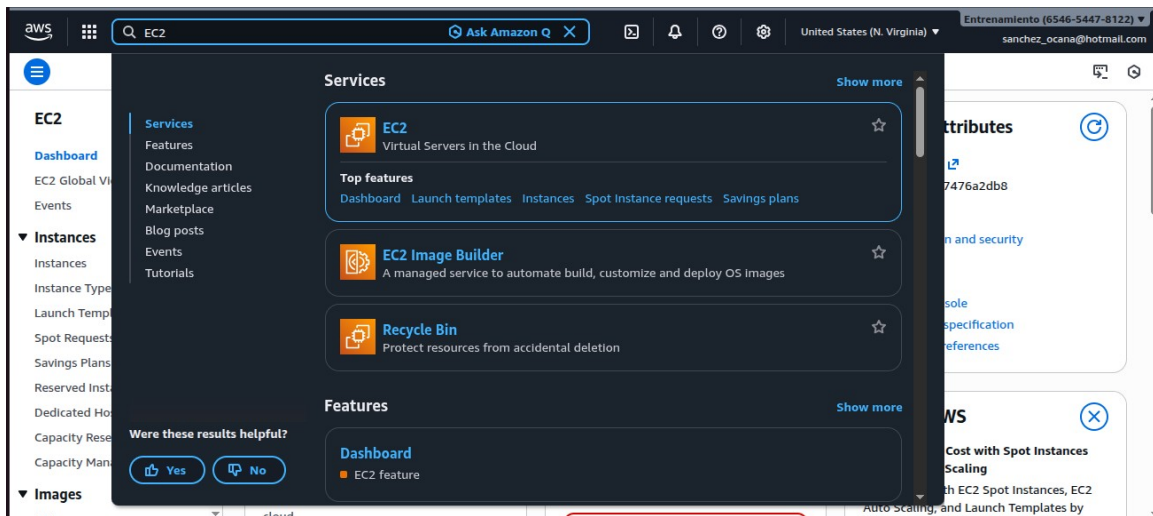 aws
EC2
Ask Amazon Q
United States (N. Virginia)
Entrenamiento (6546-5447-8122)
sanchez_ocana@hotmail.com
EC2
Dashboard
EC2 Global Vi
Events
Instances
Instances
Instance Type
Launch Templ
Spot Requests
Savings Plans
Reserved Insta
Dedicated Hos
Capacity Rese
Capacity Mana
Images
Services
Features
Documentation
Knowledge articles
Marketplace
Blog posts
Events
Tutorials
Were these results helpful?
Yes
No
Services
Show more
EC2
Virtual Servers in the Cloud
Top features
Dashboard Launch templates Instances Spot Instance requests Savings plans
EC2 Image Builder
A managed service to automate build, customize and deploy OS images
Recycle Bin
Protect resources from accidental deletion
Features
Show more
Dashboard
EC2 feature
cloud
ttributes
7476a2db8
n and security
sole
specification
references
WS
Cost with Spot Instances
Scaling
th EC2 Spot Instances, EC2
Auto Scaling, and Launch Templates by